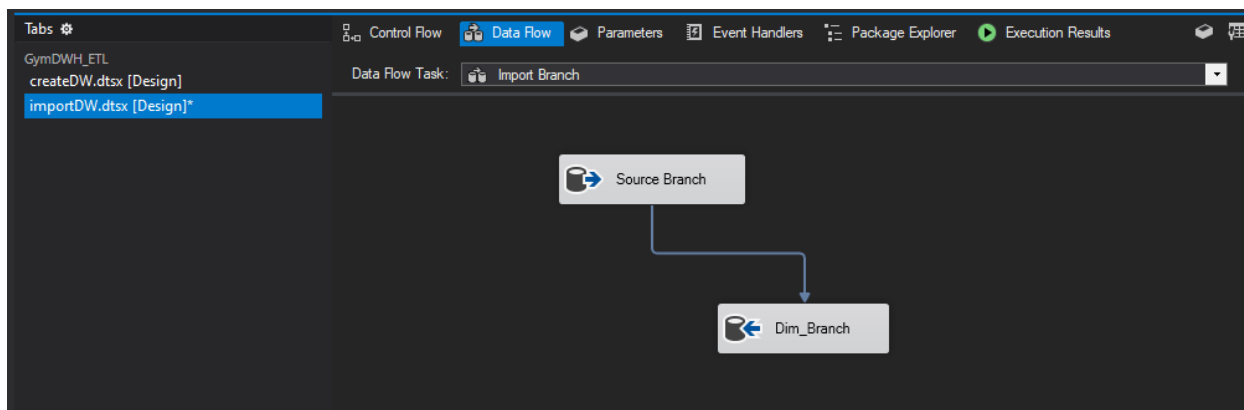 Tabs
GymDWH_ETL
createDW.dtsx [Design]
importDW.dtsx [Design]*
Control Flow Data Flow Parameters Event Handlers Package Explorer Execution Results
Data Flow Task: Import Branch
Source Branch
Dim_Branch